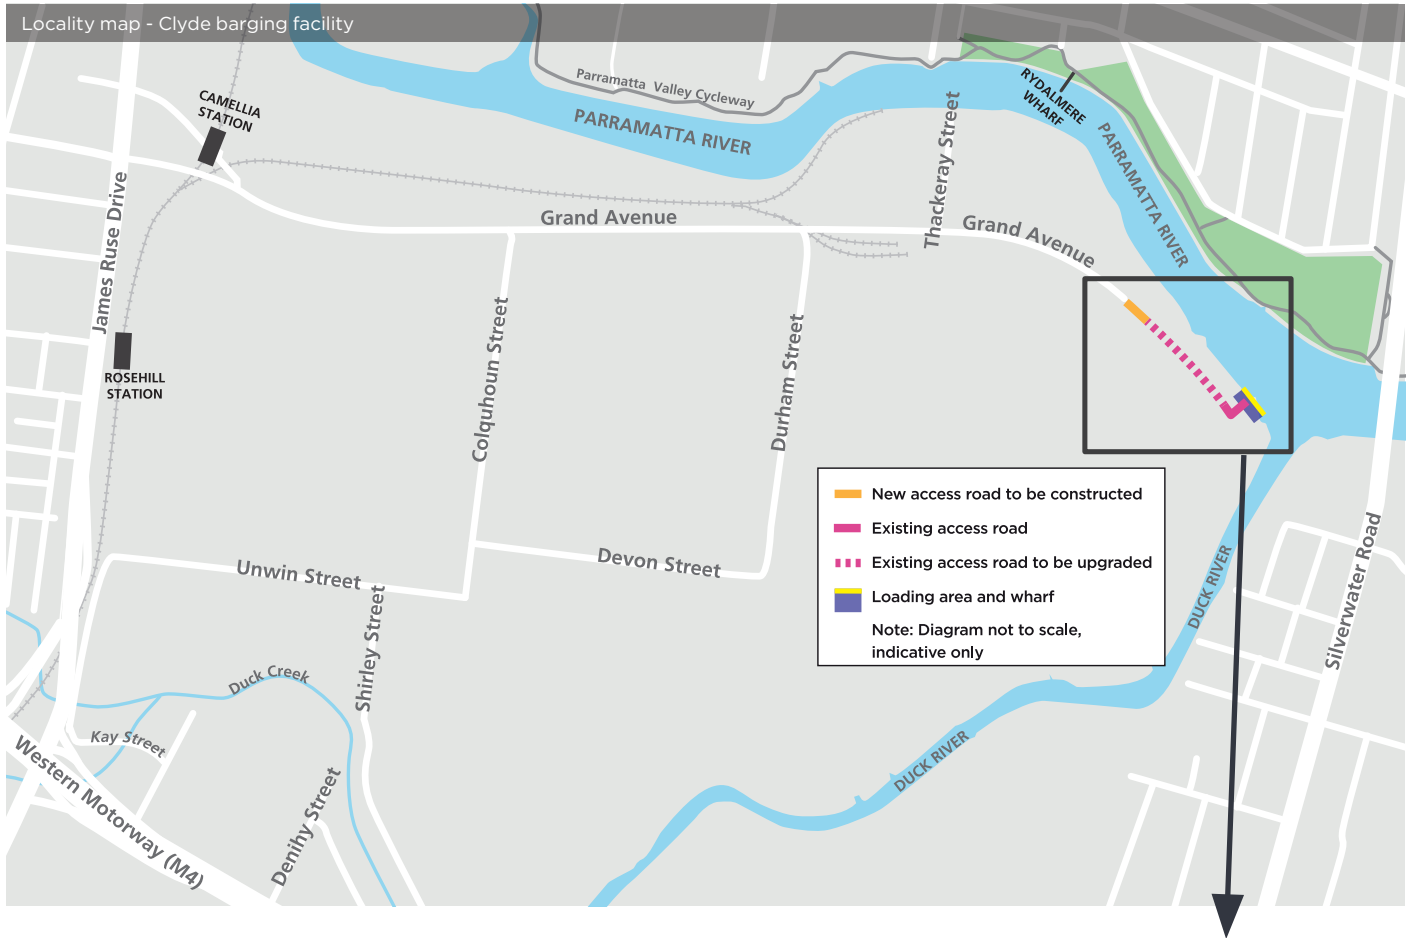 Locality map - Clyde barging facility
CAMELLIA
STATION
Parramatta Valley Cycleway
PARRAMATTA RIVER
RYDALMERE
WHARF
PARRAMATTA RIVER
Thackeray Street
James Ruse Drive
Grand Avenue
Grand Avenue
ROSEHILL
STATION
Colquhoun Street
Durham Street
New access road to be constructed
Existing access road
Existing access road to be upgraded
Loading area and wharf
Note: Diagram not to scale,
indicative only
Unwin Street
Devon Street
DUCK RIVER
Silverwater Road
Shirley Street
Duck Creek
Kay Street
DUCK RIVER
Western Motorway (M4)
Denihy Street